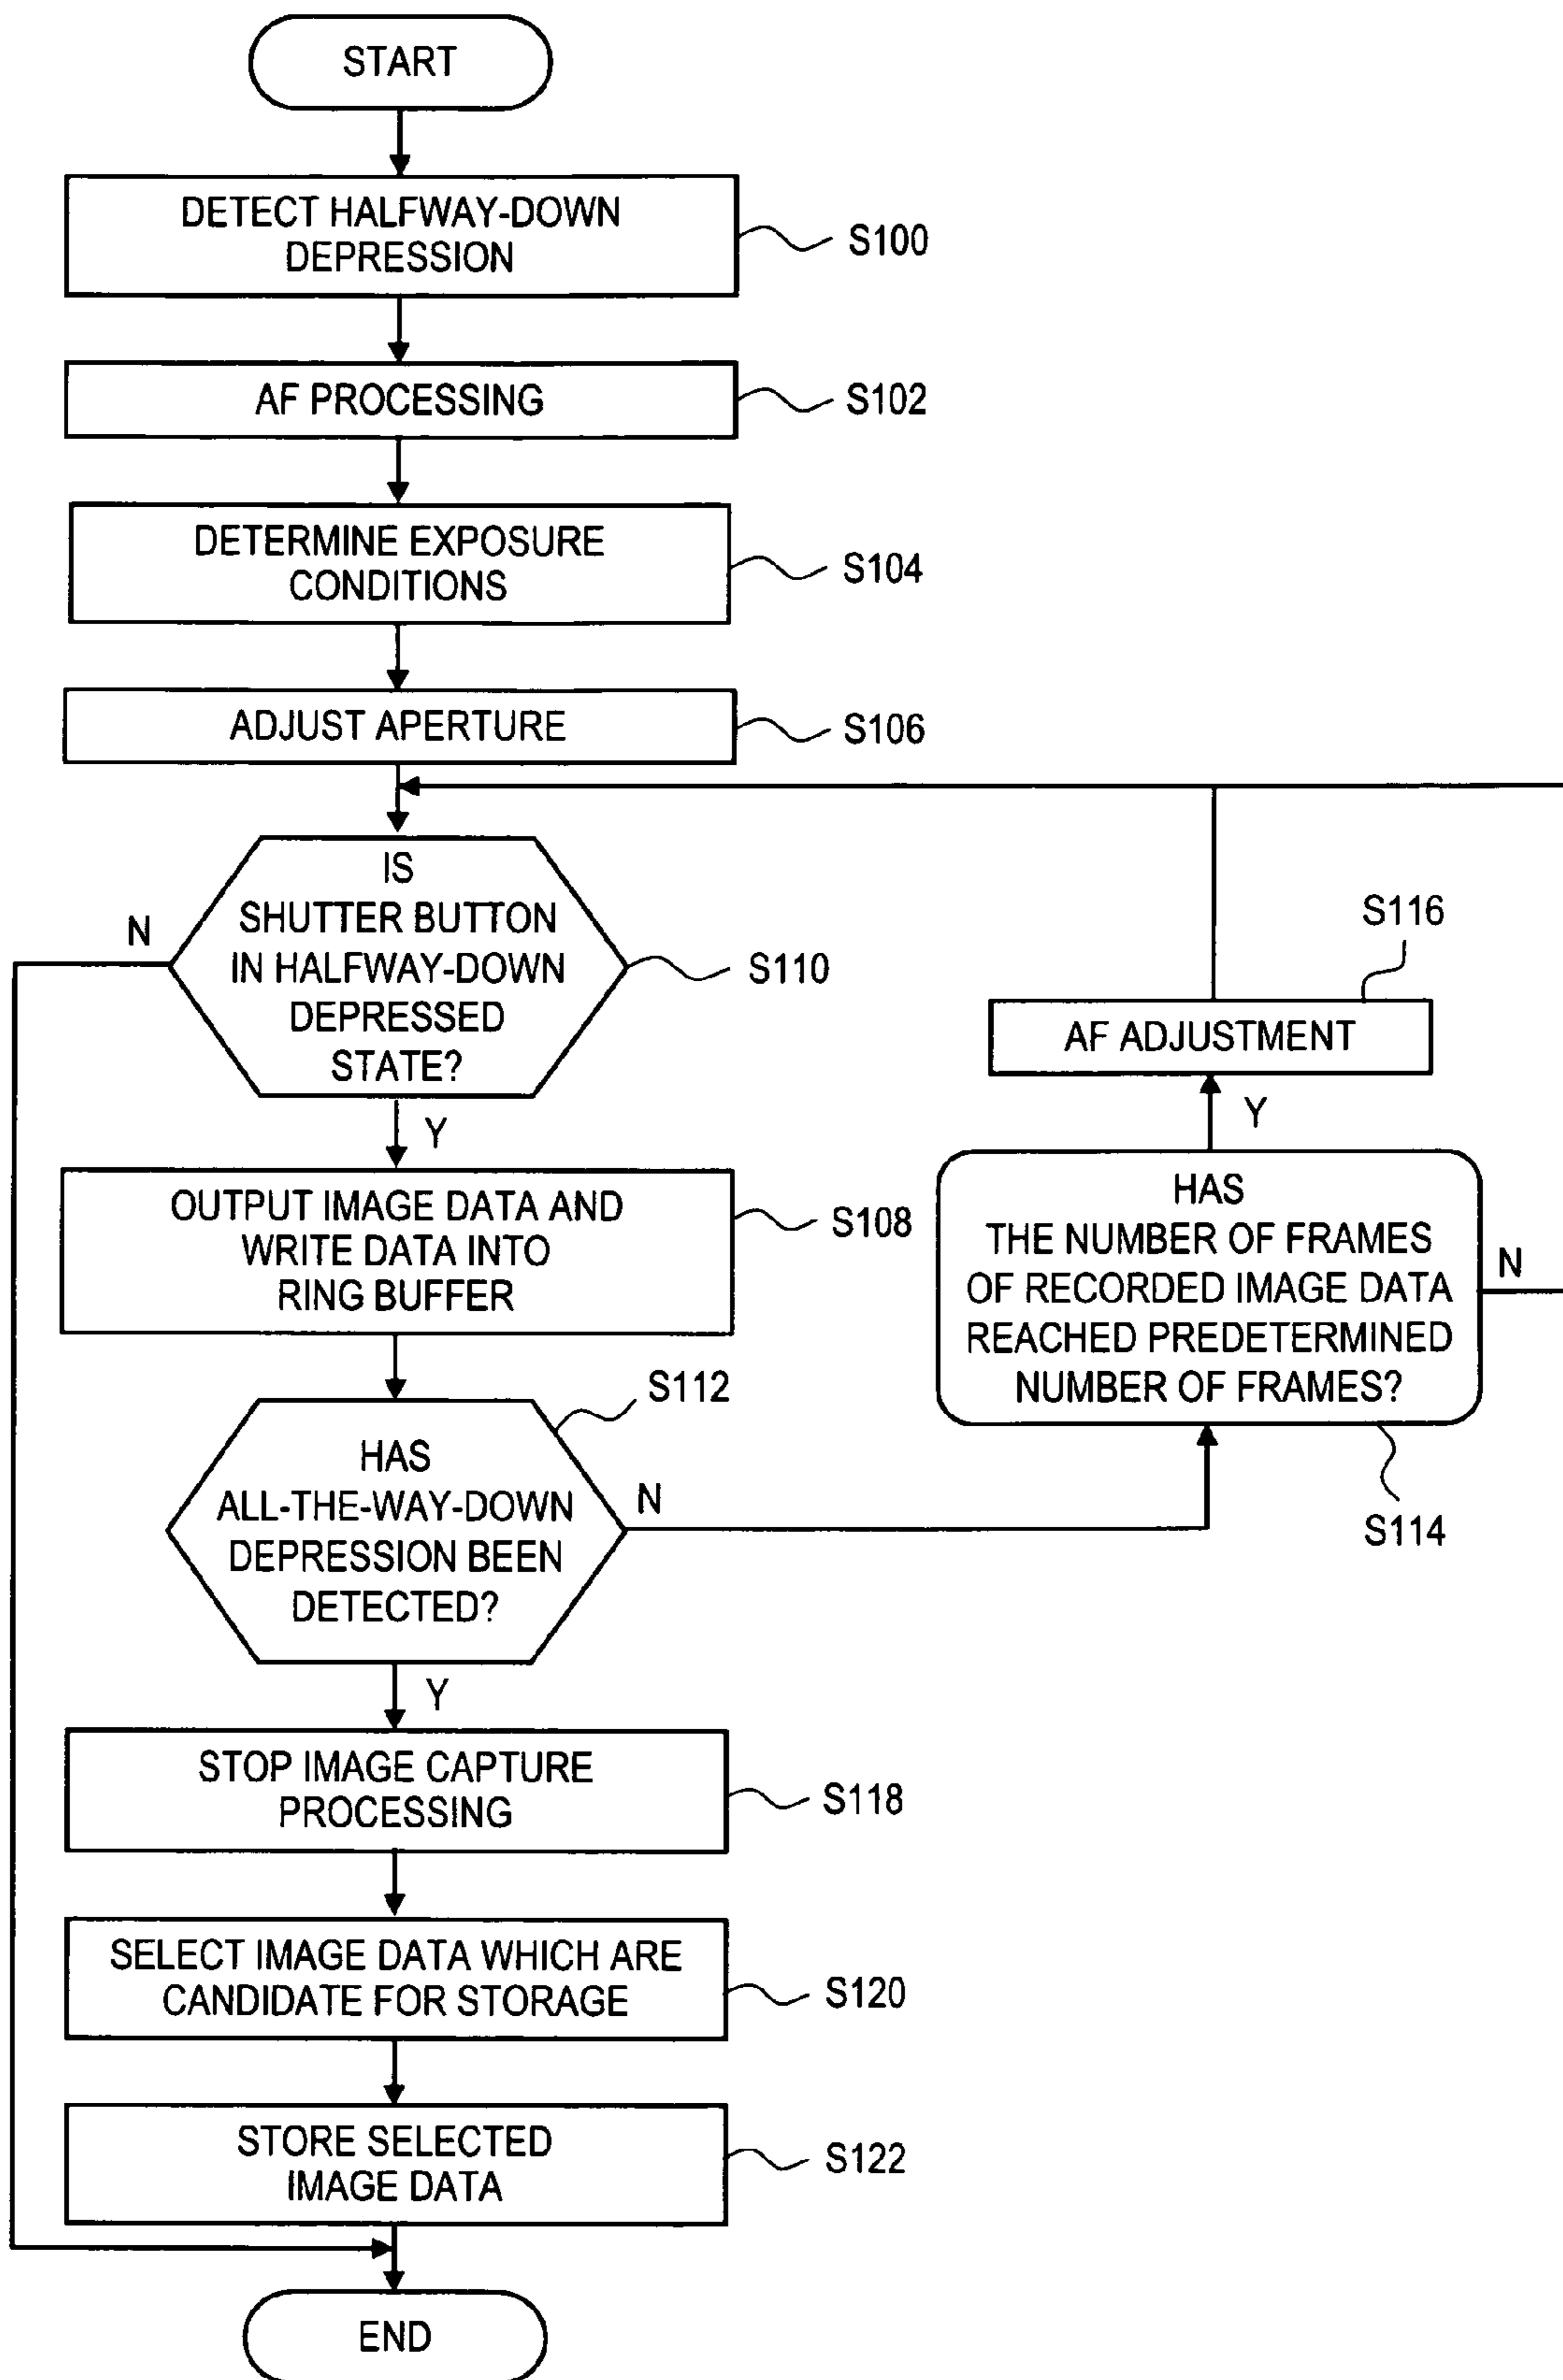 START
DETECT HALFWAY-DOWN
DEPRESSION
S100
AF PROCESSING
S102
DETERMINE EXPOSURE
CONDITIONS
S104
ADJUST APERTURE
S106
IS
SHUTTER BUTTON
IN HALFWAY-DOWN
DEPRESSED
STATE?
N
S110
Y
OUTPUT IMAGE DATA AND
WRITE DATA INTO
RING BUFFER
S108
S112
HAS
ALL-THE-WAY-DOWN
DEPRESSION BEEN
DETECTED?
N
Y
S116
AF ADJUSTMENT
Y
HAS
THE NUMBER OF FRAMES
OF RECORDED IMAGE DATA
REACHED PREDETERMINED
NUMBER OF FRAMES?
N
S114
STOP IMAGE CAPTURE
PROCESSING
S118
SELECT IMAGE DATA WHICH ARE
CANDIDATE FOR STORAGE
S120
STORE SELECTED
IMAGE DATA
S122
END